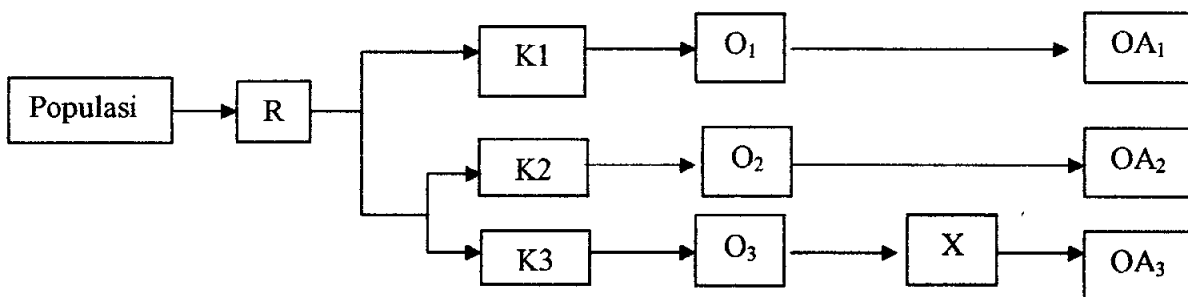 Populasi
R
K1
O₁
OA₁
K2
O₂
OA₂
K3
O₃
X
OA₃